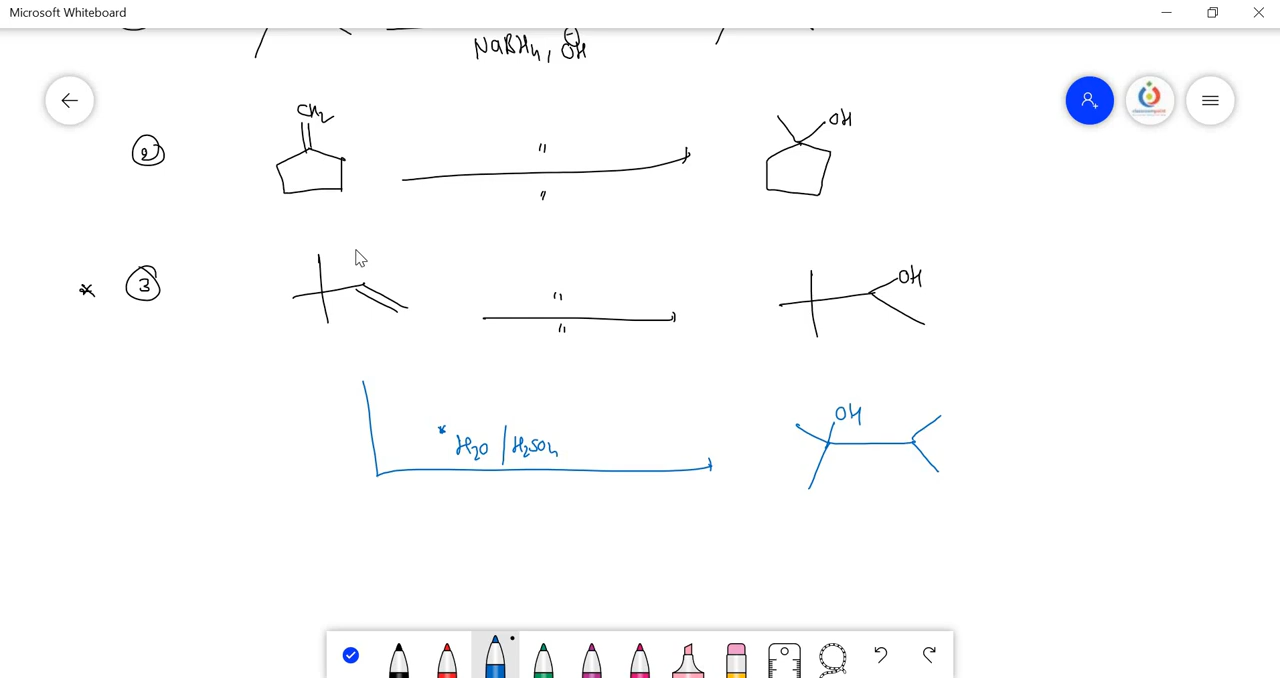 Microsoft Whiteboard
NaBH4, OH
⊖
2 CH2 " " OH
* 3 " " OH
* H2O / H2SO4 OH